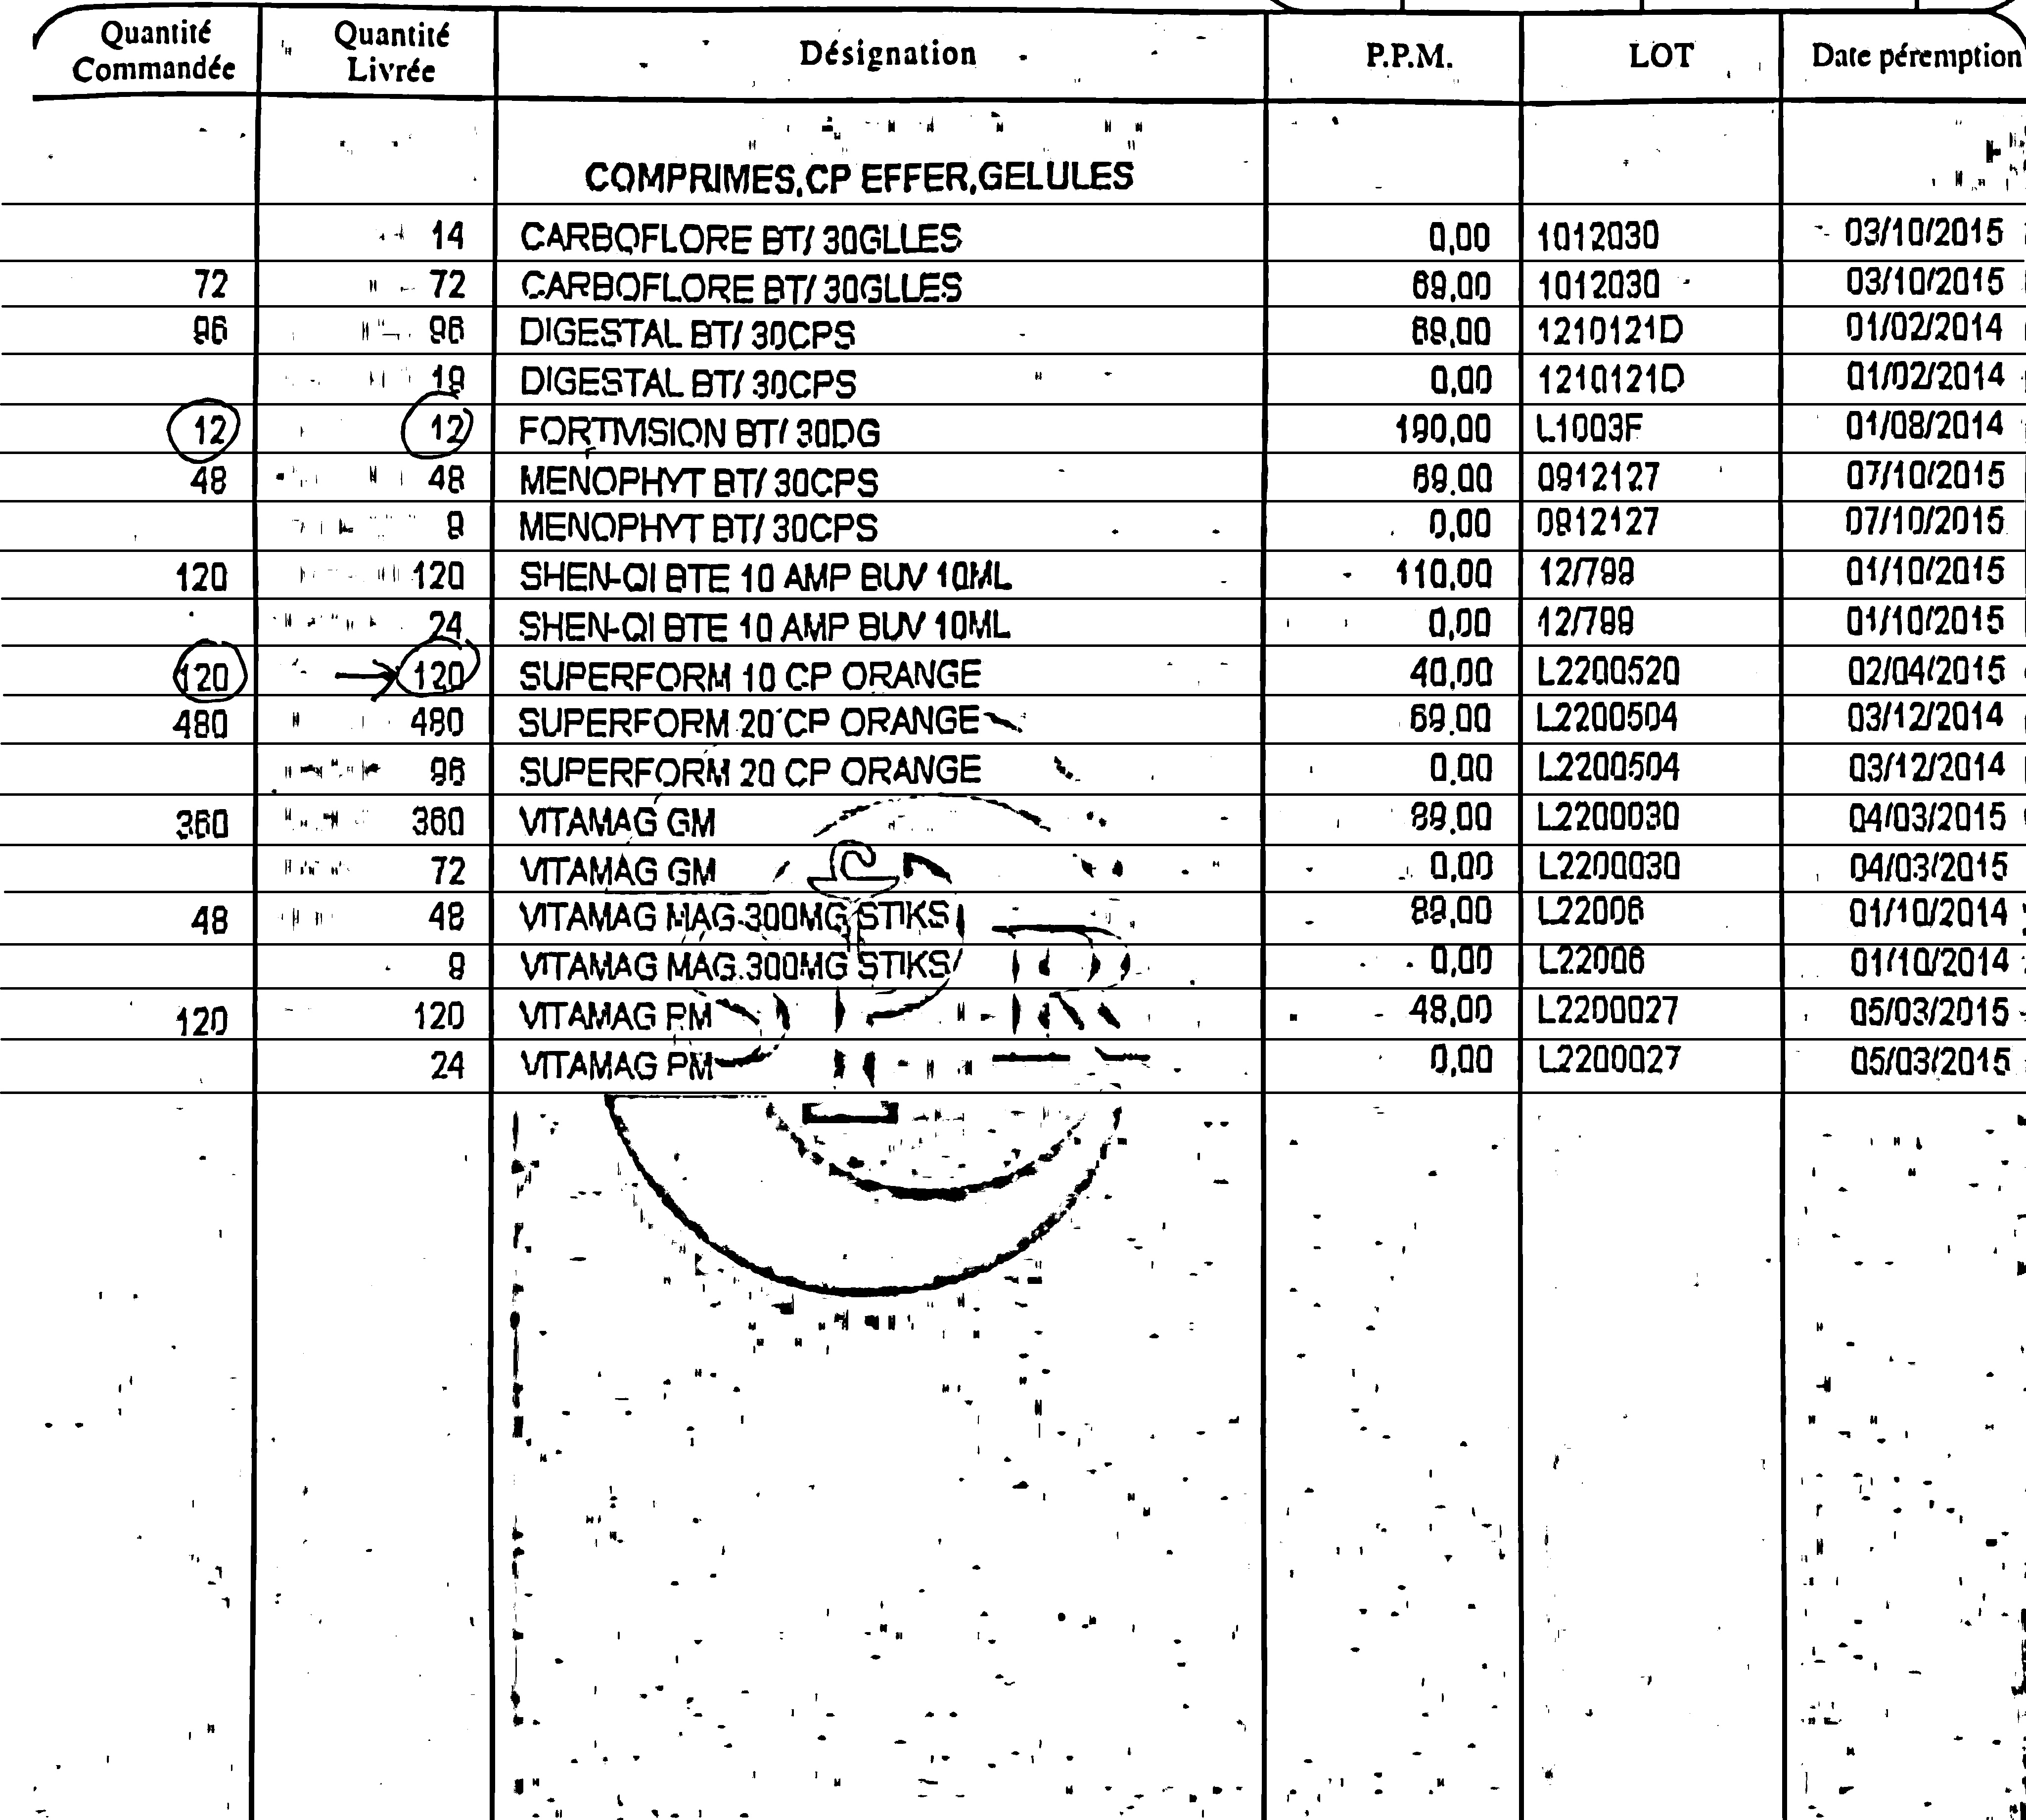 Quantité Commandée Quantité Livrée Désignation P.P.M. LOT Date péremption
COMPRIMES,CP EFFER,GELULES
14 CARBOFLORE BT/ 30GLLES 0,00 1012030 03/10/2015
72 72 CARBOFLORE BT/ 30GLLES 69,00 1012030 03/10/2015
96 96 DIGESTAL BT/ 30CPS 69,00 1210121D 01/02/2014
19 DIGESTAL BT/ 30CPS 0,00 1210121D 01/02/2014
12 12 FORTIVISION BT/ 30DG 190,00 L1003F 01/08/2014
48 48 MENOPHYT BT/ 30CPS 69,00 0912127 07/10/2015
9 MENOPHYT BT/ 30CPS 0,00 0912127 07/10/2015
120 120 SHEN-QI BTE 10 AMP BUV 10ML 110,00 12/799 01/10/2015
24 SHEN-QI BTE 10 AMP BUV 10ML 0,00 12/799 01/10/2015
120 120 SUPERFORM 10 CP ORANGE 40,00 L2200520 02/04/2015
480 480 SUPERFORM 20 CP ORANGE 69,00 L2200504 03/12/2014
96 SUPERFORM 20 CP ORANGE 0,00 L2200504 03/12/2014
360 360 VITAMAG GM 89,00 L2200030 04/03/2015
72 VITAMAG GM 0,00 L2200030 04/03/2015
48 48 VITAMAG MAG.300MG STIKS 89,00 L22006 01/10/2014
9 VITAMAG MAG.300MG STIKS 0,00 L22006 01/10/2014
120 120 VITAMAG PM 48,00 L2200027 05/03/2015
24 VITAMAG PM 0,00 L2200027 05/03/2015